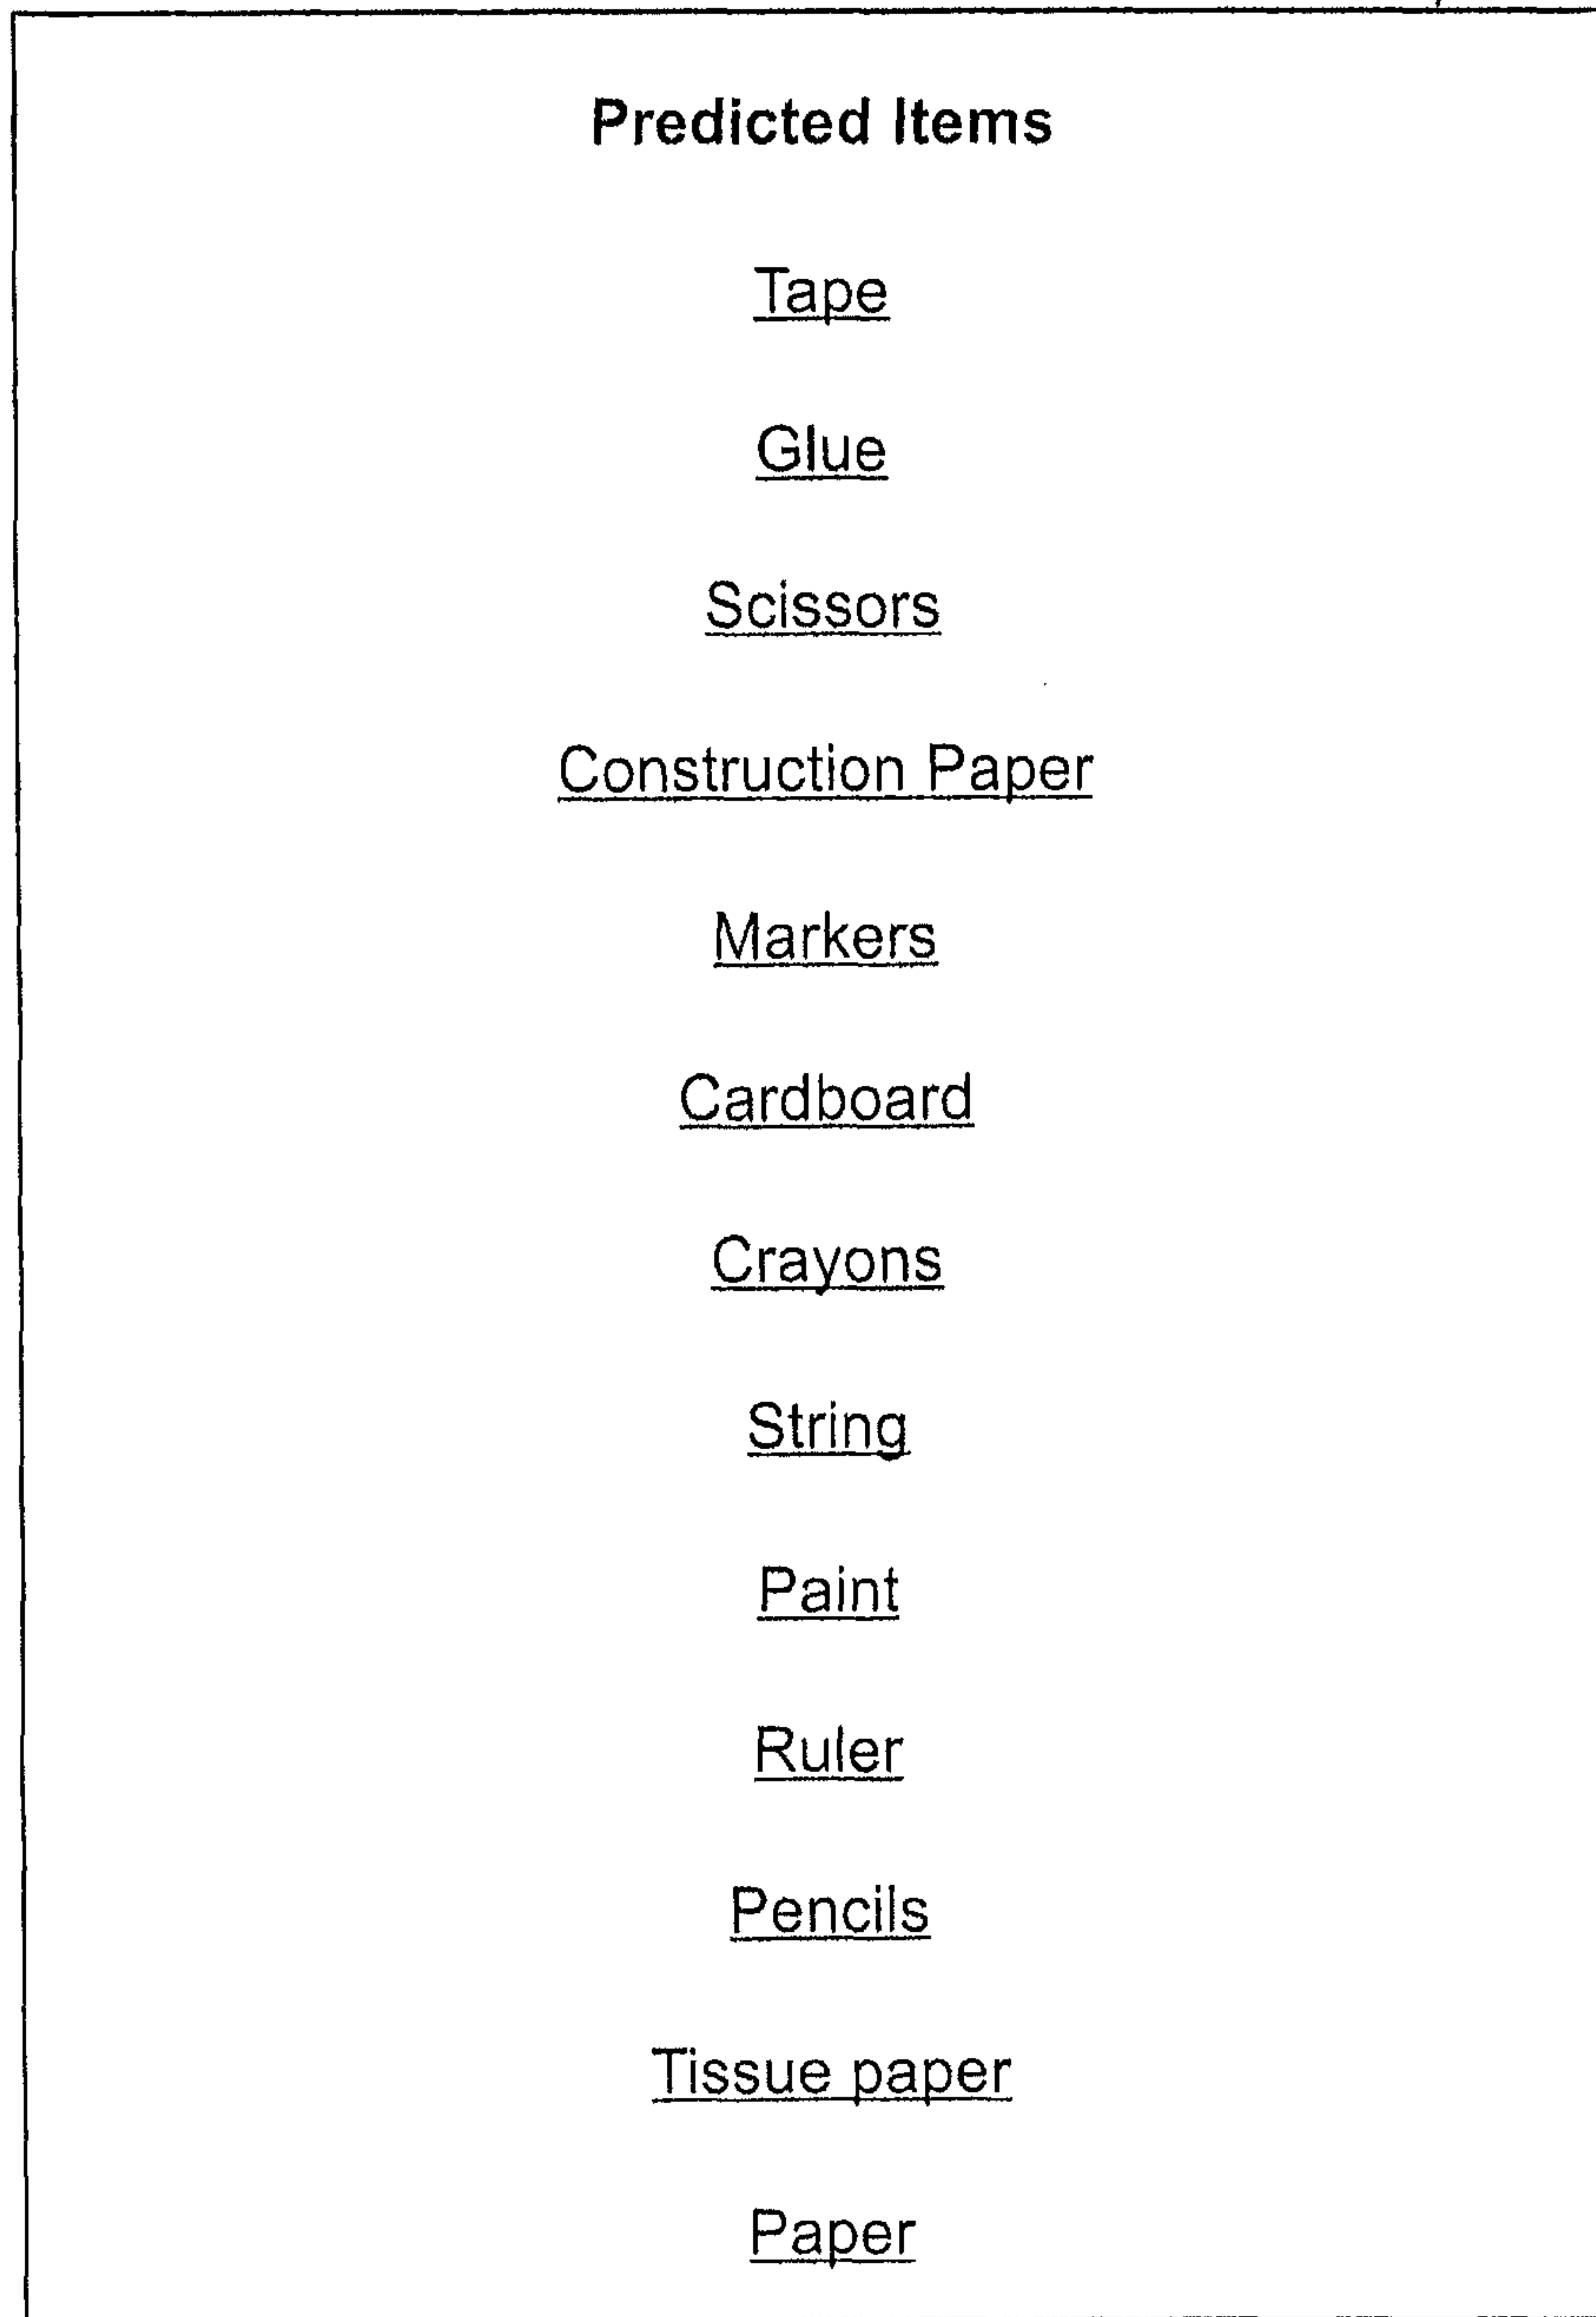 Predicted Items
Tape
Glue
Scissors
Construction Paper
Markers
Cardboard
Crayons
String
Paint
Ruler
Pencils
Tissue paper
Paper